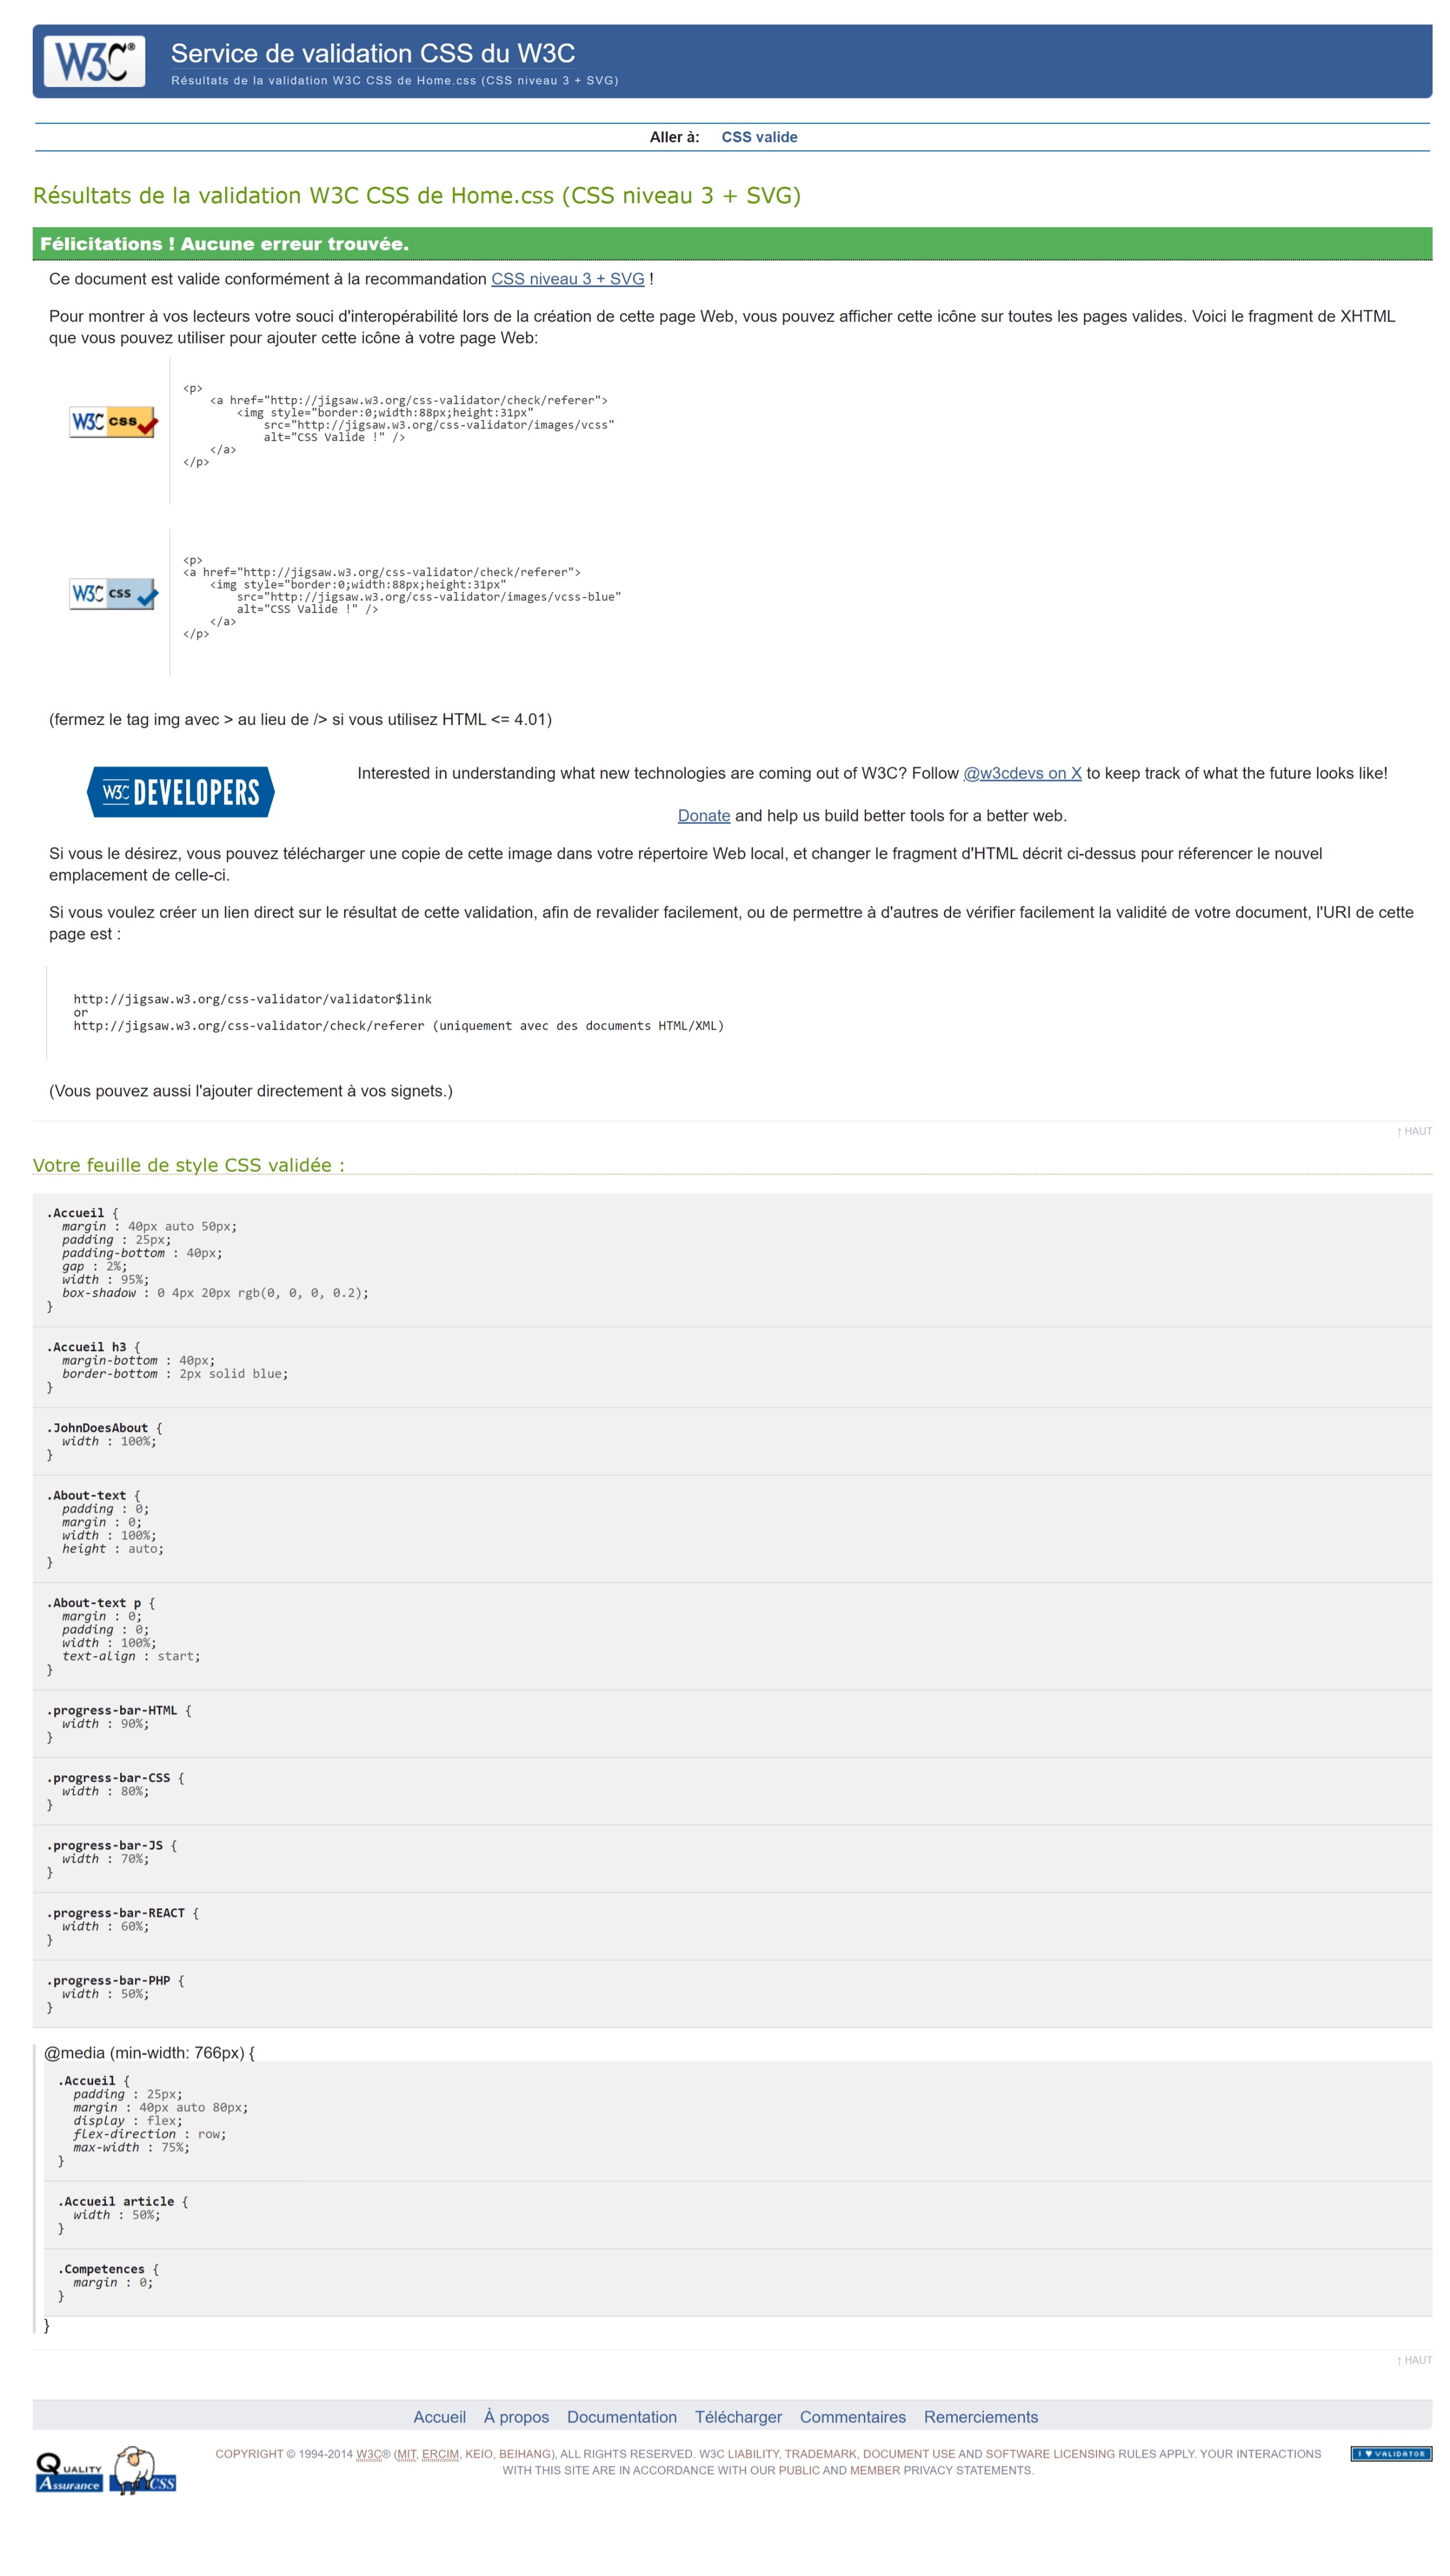 W3C®
Service de validation CSS du W3C
Résultats de la validation W3C CSS de Home.css (CSS niveau 3 + SVG)
Aller à: CSS valide
Résultats de la validation W3C CSS de Home.css (CSS niveau 3 + SVG)
Félicitations ! Aucune erreur trouvée.
Ce document est valide conformément à la recommandation CSS niveau 3 + SVG !
Pour montrer à vos lecteurs votre souci d'interopérabilité lors de la création de cette page Web, vous pouvez afficher cette icône sur toutes les pages valides. Voici le fragment de XHTML
que vous pouvez utiliser pour ajouter cette icône à votre page Web:
W3C css
<p>
<a href="http://jigsaw.w3.org/css-validator/check/referer">
<img style="border:0;width:88px;height:31px"
src="http://jigsaw.w3.org/css-validator/images/vcss"
alt="CSS Valide !" />
</a>
</p>
W3C css
<p>
<a href="http://jigsaw.w3.org/css-validator/check/referer">
<img style="border:0;width:88px;height:31px"
src="http://jigsaw.w3.org/css-validator/images/vcss-blue"
alt="CSS Valide !" />
</a>
</p>
(fermez le tag img avec > au lieu de /> si vous utilisez HTML <= 4.01)
W3C DEVELOPERS
Interested in understanding what new technologies are coming out of W3C? Follow @w3cdevs on X to keep track of what the future looks like!
Donate and help us build better tools for a better web.
Si vous le désirez, vous pouvez télécharger une copie de cette image dans votre répertoire Web local, et changer le fragment d'HTML décrit ci-dessus pour réferencer le nouvel
emplacement de celle-ci.
Si vous voulez créer un lien direct sur le résultat de cette validation, afin de revalider facilement, ou de permettre à d'autres de vérifier facilement la validité de votre document, l'URI de cette
page est :
http://jigsaw.w3.org/css-validator/validator$link
or
http://jigsaw.w3.org/css-validator/check/referer (uniquement avec des documents HTML/XML)
(Vous pouvez aussi l'ajouter directement à vos signets.)
↑ HAUT
Votre feuille de style CSS validée :
.Accueil {
margin : 40px auto 50px;
padding : 25px;
padding-bottom : 40px;
gap : 2%;
width : 95%;
box-shadow : 0 4px 20px rgb(0, 0, 0, 0.2);
}
.Accueil h3 {
margin-bottom : 40px;
border-bottom : 2px solid blue;
}
.JohnDoesAbout {
width : 100%;
}
.About-text {
padding : 0;
margin : 0;
width : 100%;
height : auto;
}
.About-text p {
margin : 0;
padding : 0;
width : 100%;
text-align : start;
}
.progress-bar-HTML {
width : 90%;
}
.progress-bar-CSS {
width : 80%;
}
.progress-bar-JS {
width : 70%;
}
.progress-bar-REACT {
width : 60%;
}
.progress-bar-PHP {
width : 50%;
}
@media (min-width: 766px) {
.Accueil {
padding : 25px;
margin : 40px auto 80px;
display : flex;
flex-direction : row;
max-width : 75%;
}
.Accueil article {
width : 50%;
}
.Competences {
margin : 0;
}
}
↑ HAUT
Accueil À propos Documentation Télécharger Commentaires Remerciements
QUALITY
Assurance
CSS
COPYRIGHT © 1994-2014 W3C® (MIT, ERCIM, KEIO, BEIHANG), ALL RIGHTS RESERVED. W3C LIABILITY, TRADEMARK, DOCUMENT USE AND SOFTWARE LICENSING RULES APPLY. YOUR INTERACTIONS
WITH THIS SITE ARE IN ACCORDANCE WITH OUR PUBLIC AND MEMBER PRIVACY STATEMENTS.
I ♥ VALIDATOR